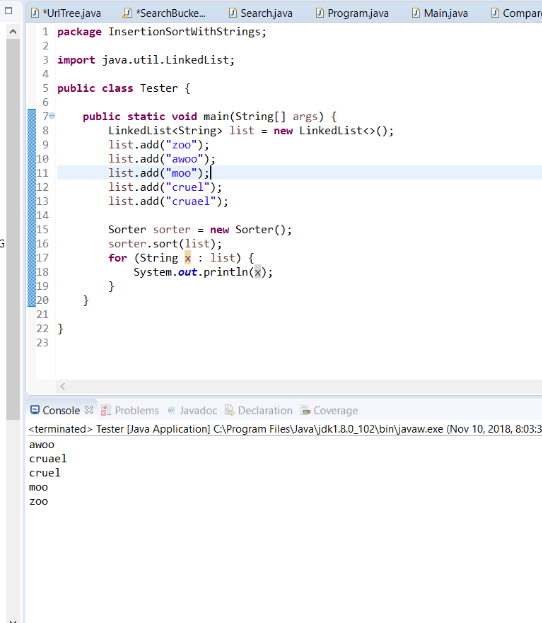 *UrlTree.java *SearchBucke... Search.java Program.java Main.java Compar
1 package InsertionSortWithStrings;
2
3 import java.util.LinkedList;
4
5 public class Tester {
6
7 public static void main(String[] args) {
8 LinkedList<String> list = new LinkedList<>();
9 list.add("zoo");
10 list.add("awoo");
11 list.add("moo");
12 list.add("cruel");
13 list.add("cruael");
14
15 Sorter sorter = new Sorter();
16 sorter.sort(list);
17 for (String x : list) {
18 System.out.println(x);
19 }
20 }
21
22 }
23
G
Console Problems @ Javadoc Declaration Coverage
<terminated> Tester [Java Application] C:\Program Files\Java\jdk1.8.0_102\bin\javaw.exe (Nov 10, 2018, 8:03:3
awoo
cruael
cruel
moo
zoo